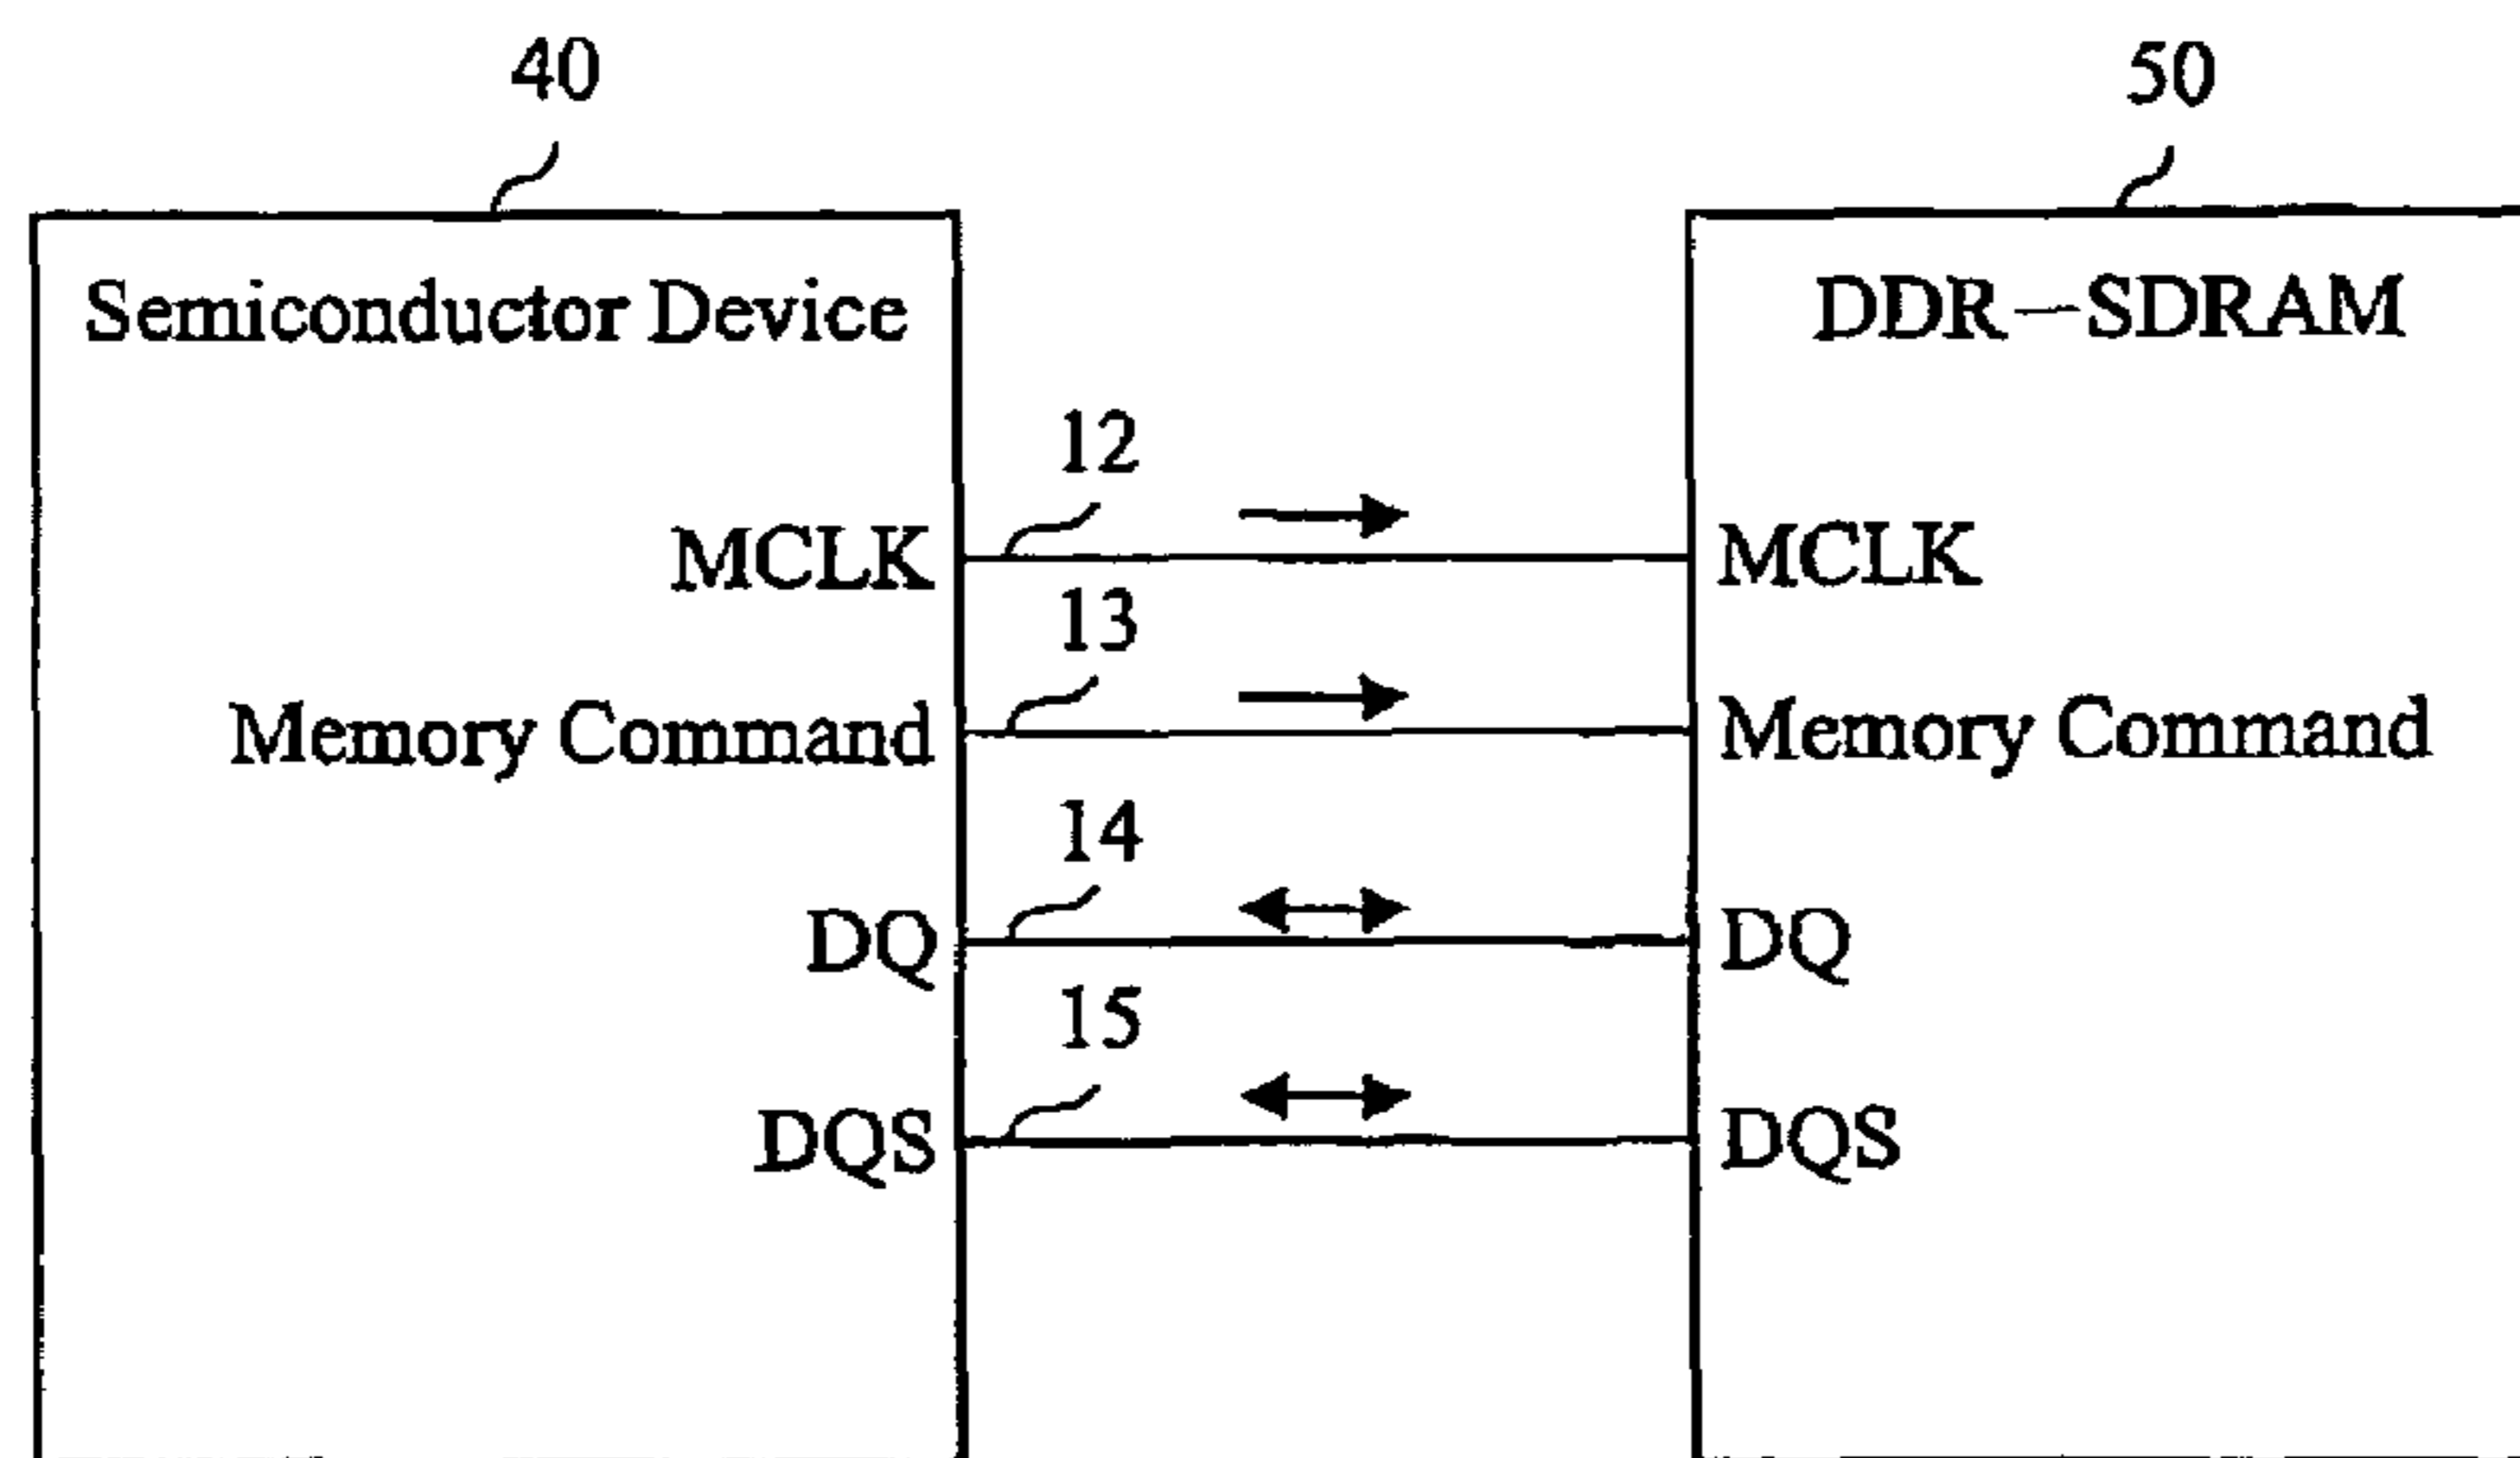 40
50
Semiconductor Device
DDR—SDRAM
12
MCLK
MCLK
13
Memory Command
Memory Command
14
DQ
DQ
15
DQS
DQS